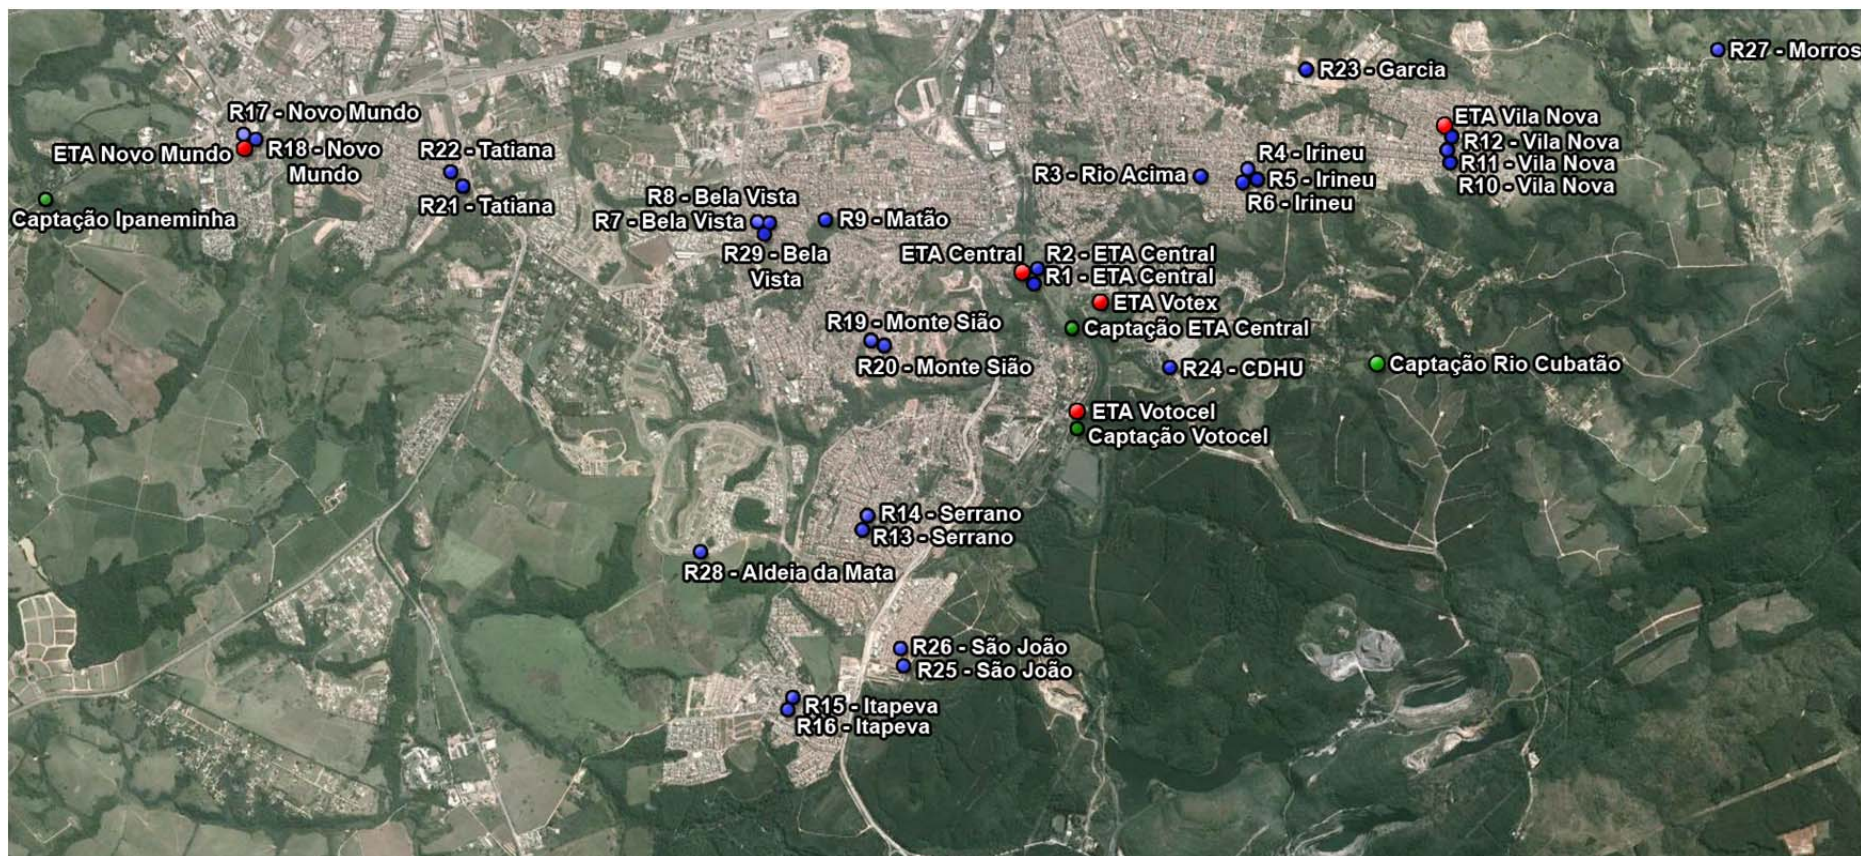 R27 - Morros
R23 - Garcia
R17 - Novo Mundo
ETA Vila Nova
ETA Novo Mundo
R18 - Novo
Mundo
R22 - Tatiana
R12 - Vila Nova
R4 - Irineu
R11 - Vila Nova
R3 - Rio Acima
R5 - Irineu
R10 - Vila Nova
R8 - Bela Vista
R6 - Irineu
R21 - Tatiana
Captação Ipaneminha
R7 - Bela Vista
R9 - Matão
R29 - Bela
Vista
ETA Central
R2 - ETA Central
R1 - ETA Central
ETA Votex
R19 - Monte Sião
Captação ETA Central
R20 - Monte Sião
R24 - CDHU
Captação Rio Cubatão
ETA Votocel
Captação Votocel
R14 - Serrano
R13 - Serrano
R28 - Aldeia da Mata
R26 - São João
R25 - São João
R15 - Itapeva
R16 - Itapeva